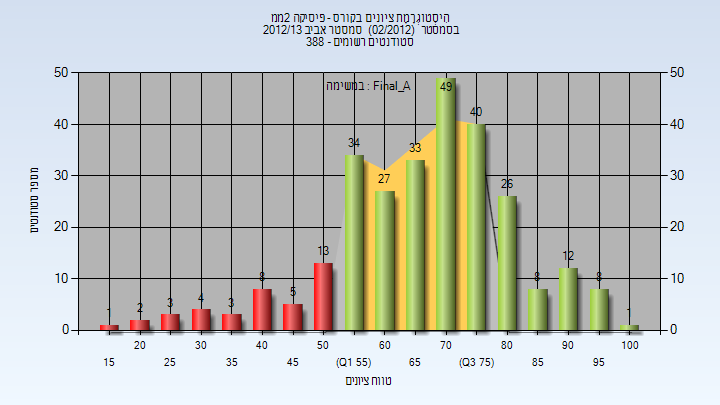 היסטוגרמת ציונים בקורס - פיסיקה 2ממ
בסמסטר (02/2012) סמסטר אביב 2012/13
סטודנטים רשומים - 388
במשימה : Final_A
מספר סטודנטים
50 50
40 40
30 30
20 20
10 10
0 0
1 2 3 4 3 8 5 13 34 27 33 49 40 26 8 12 8 1
20 30 40 50 60 70 80 90 100
15 25 35 45 (Q1 55) 65 (Q3 75) 85 95
טווח ציונים